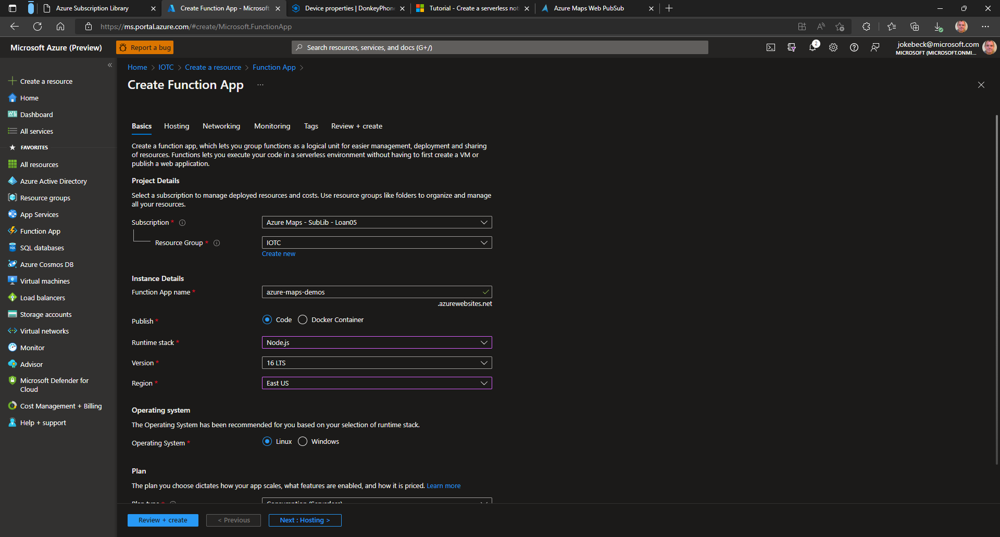 Azure Subscription Library
Create Function App - Microsoft
Device properties | DonkeyPhone
Tutorial - Create a serverless not
Azure Maps Web PubSub
https://ms.portal.azure.com/#create/Microsoft.FunctionApp
Microsoft Azure (Preview)
Report a bug
Search resources, services, and docs (G+/)
2
jokebeck@microsoft.com
MICROSOFT (MICROSOFT.ONMI...
Home > IOTC > Create a resource > Function App >
Create Function App ...
Create a resource
Home
Dashboard
All services
FAVORITES
All resources
Azure Active Directory
Resource groups
App Services
Function App
SQL databases
Azure Cosmos DB
Virtual machines
Load balancers
Storage accounts
Virtual networks
Monitor
Advisor
Microsoft Defender for
Cloud
Cost Management + Billing
Help + support
Basics Hosting Networking Monitoring Tags Review + create
Create a function app, which lets you group functions as a logical unit for easier management, deployment and sharing
of resources. Functions lets you execute your code in a serverless environment without having to first create a VM or
publish a web application.
Project Details
Select a subscription to manage deployed resources and costs. Use resource groups like folders to organize and manage
all your resources.
Subscription * Azure Maps - SubLib - Loan05
Resource Group * IOTC
Create new
Instance Details
Function App name * azure-maps-demos
.azurewebsites.net
Publish * Code Docker Container
Runtime stack * Node.js
Version * 16 LTS
Region * East US
Operating system
The Operating System has been recommended for you based on your selection of runtime stack.
Operating System * Linux Windows
Plan
The plan you choose dictates how your app scales, what features are enabled, and how it is priced. Learn more
Plan type * Consumption (Serverless)
Review + create < Previous Next : Hosting >